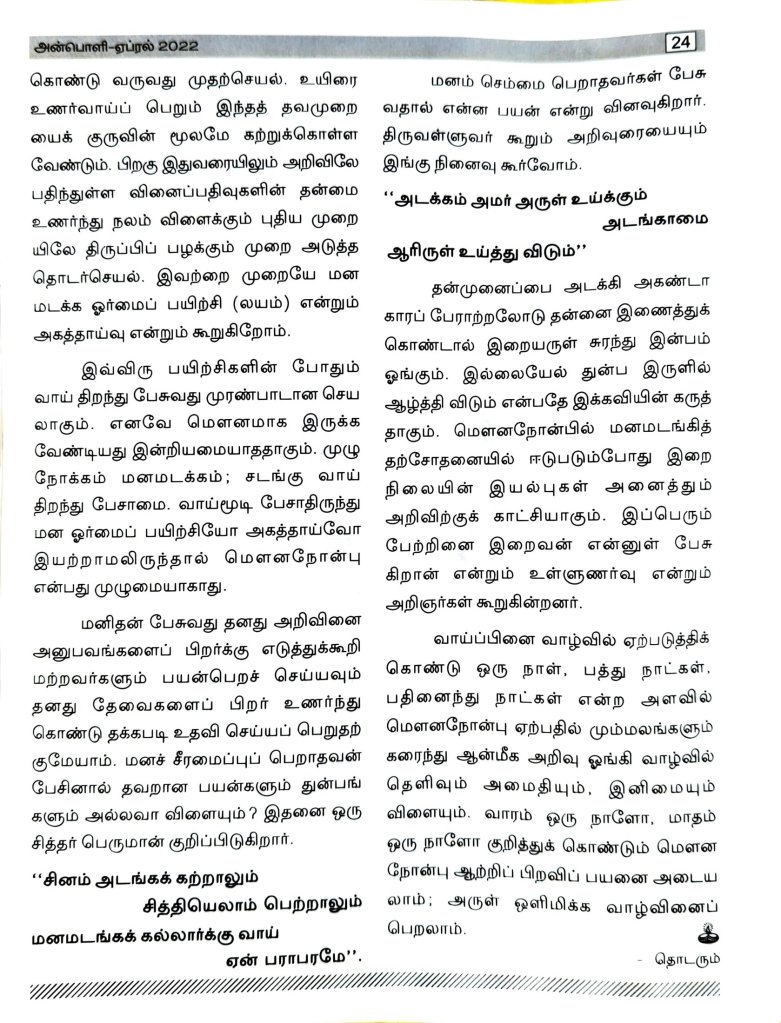 அன்பொளி-ஏப்ரல் 2022
24
கொண்டு வருவது முதற்செயல். உயிரை
உணர்வாய்ப் பெறும் இந்தத் தவமுறை
யைக் குருவின் மூலமே கற்றுக்கொள்ள
வேண்டும். பிறகு இதுவரையிலும் அறிவிலே
பதிந்துள்ள வினைப்பதிவுகளின் தன்மை
உணர்ந்து நலம் விளைக்கும் புதிய முறை
யிலே திருப்பிப் பழக்கும் முறை அடுத்த
தொடர்செயல். இவற்றை முறையே மன
மடக்க ஓர்மைப் பயிற்சி (லயம்) என்றும்
அகத்தாய்வு என்றும் கூறுகிறோம்.
இவ்விரு பயிற்சிகளின் போதும்
வாய் திறந்து பேசுவது முரண்பாடான செய
லாகும். எனவே மௌனமாக இருக்க
வேண்டியது இன்றியமையாததாகும். முழு
நோக்கம் மனமடக்கம்; சடங்கு வாய்
திறந்து பேசாமை. வாய்மூடி பேசாதிருந்து
மன ஓர்மைப் பயிற்சியோ அகத்தாய்வோ
இயற்றாமலிருந்தால் மௌனநோன்பு
என்பது முழுமையாகாது.
மனிதன் பேசுவது தனது அறிவினை
அனுபவங்களைப் பிறர்க்கு எடுத்துக்கூறி
மற்றவர்களும் பயன்பெறச் செய்யவும்
தனது தேவைகளைப் பிறர் உணர்ந்து
கொண்டு தக்கபடி உதவி செய்யப் பெறுதற்
குமேயாம். மனச் சீரமைப்புப் பெறாதவன்
பேசினால் தவறான பயன்களும் துன்பங்
களும் அல்லவா விளையும்? இதனை ஒரு
சித்தர் பெருமான் குறிப்பிடுகிறார்.
‘‘சினம் அடங்கக் கற்றாலும்
சித்தியெலாம் பெற்றாலும்
மனமடங்கக் கல்லார்க்கு வாய்
ஏன் பராபரமே’’.
மனம் செம்மை பெறாதவர்கள் பேசு
வதால் என்ன பயன் என்று வினவுகிறார்.
திருவள்ளுவர் கூறும் அறிவுரையையும்
இங்கு நினைவு கூர்வோம்.
‘‘அடக்கம் அமர் அருள் உய்க்கும்
அடங்காமை
ஆரிருள் உய்த்து விடும்’’
தன்முனைப்பை அடக்கி அகண்டா
காரப் பேராற்றலோடு தன்னை இணைத்துக்
கொண்டால் இறையருள் சுரந்து இன்பம்
ஓங்கும். இல்லையேல் துன்ப இருளில்
ஆழ்த்தி விடும் என்பதே இக்கவியின் கருத்
தாகும். மௌனநோன்பில் மனமடங்கித்
தற்சோதனையில் ஈடுபடும்போது இறை
நிலையின் இயல்புகள் அனைத்தும்
அறிவிற்குக் காட்சியாகும். இப்பெரும்
பேற்றினை இறைவன் என்னுள் பேசு
கிறான் என்றும் உள்ளுணர்வு என்றும்
அறிஞர்கள் கூறுகின்றனர்.
வாய்ப்பினை வாழ்வில் ஏற்படுத்திக்
கொண்டு ஒரு நாள், பத்து நாட்கள்,
பதினைந்து நாட்கள் என்ற அளவில்
மௌனநோன்பு ஏற்பதில் மும்மலங்களும்
கரைந்து ஆன்மீக அறிவு ஓங்கி வாழ்வில்
தெளிவும் அமைதியும், இனிமையும்
விளையும். வாரம் ஒரு நாளோ, மாதம்
ஒரு நாளோ குறித்துக் கொண்டும் மௌன
நோன்பு ஆற்றிப் பிறவிப் பயனை அடைய
லாம்; அருள் ஒளிமிக்க வாழ்வினைப்
பெறலாம்.
- தொடரும்